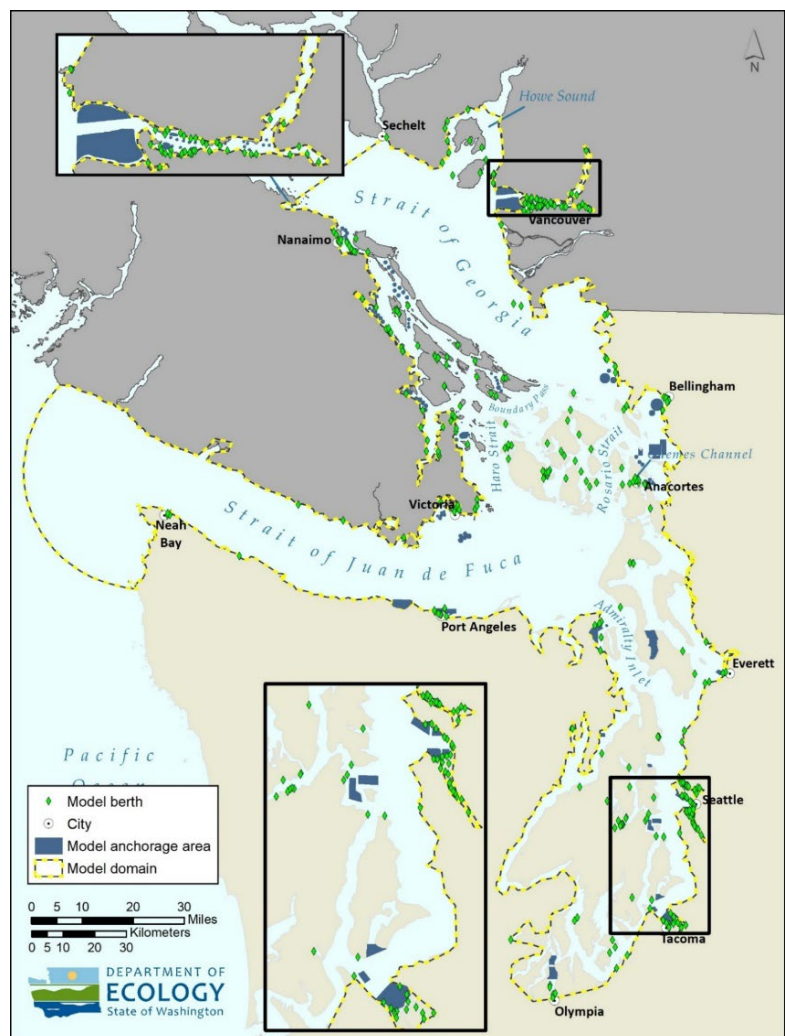 N
Howe Sound
Sechelt
Strait of Georgia
Vancouver
Nanaimo
Bellingham
Boundary Pass
Haro Strait
Rosario Strait
Guemes Channel
Anacortes
Victoria
Neah
Bay
Strait of Juan de Fuca
Port Angeles
Admiralty Inlet
Everett
Pacific
Ocean
Model berth
City
Model anchorage area
Model domain
Seattle
0 5 10 20 30
Miles
Kilometers
0 5 10 20 30
Tacoma
DEPARTMENT OF
ECOLOGY
State of Washington
Olympia